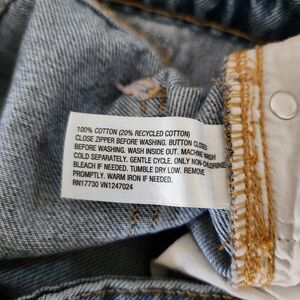 100% COTTON (20% RECYCLED COTTON)
CLOSE ZIPPER BEFORE WASHING. BUTTON CLOSED
BEFORE WASHING. WASH INSIDE OUT. MACHINE WASH
COLD SEPARATELY. GENTLE CYCLE. ONLY NON-CHLORINE
BLEACH IF NEEDED. TUMBLE DRY LOW. REMOVE
PROMPTLY. WARM IRON IF NEEDED.
RN17730 VN1247024